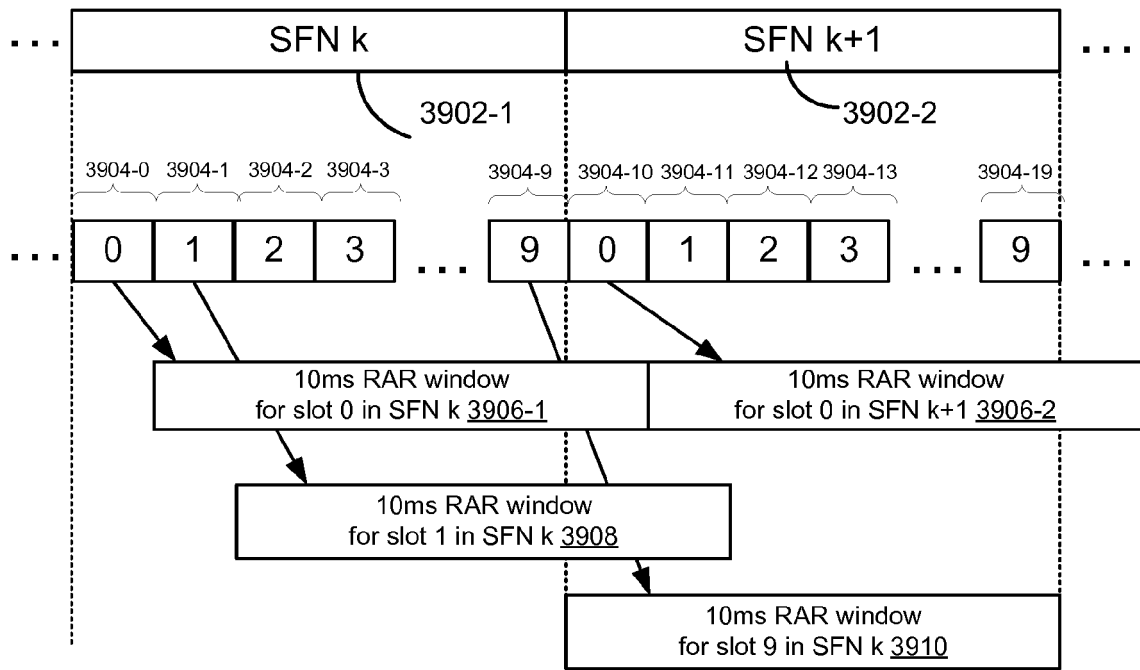 ... SFN k SFN k+1 ...
3902-1 3902-2
3904-0 3904-1 3904-2 3904-3 3904-9 3904-10 3904-11 3904-12 3904-13 3904-19
... 0 1 2 3 ... 9 0 1 2 3 ... 9 ...
10ms RAR window
for slot 0 in SFN k 3906-1
10ms RAR window
for slot 0 in SFN k+1 3906-2
10ms RAR window
for slot 1 in SFN k 3908
10ms RAR window
for slot 9 in SFN k 3910